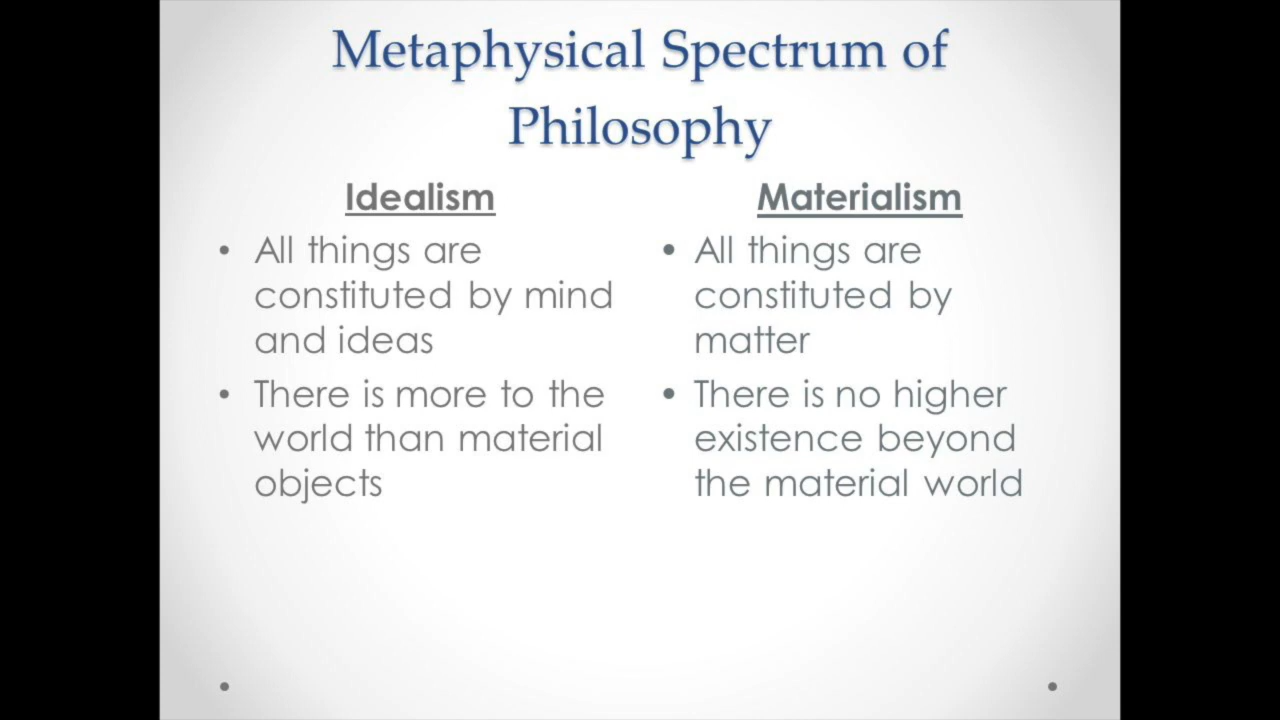 Metaphysical Spectrum of
Philosophy
Idealism
• All things are
constituted by mind
and ideas
• There is more to the
world than material
objects
Materialism
• All things are
constituted by
matter
• There is no higher
existence beyond
the material world